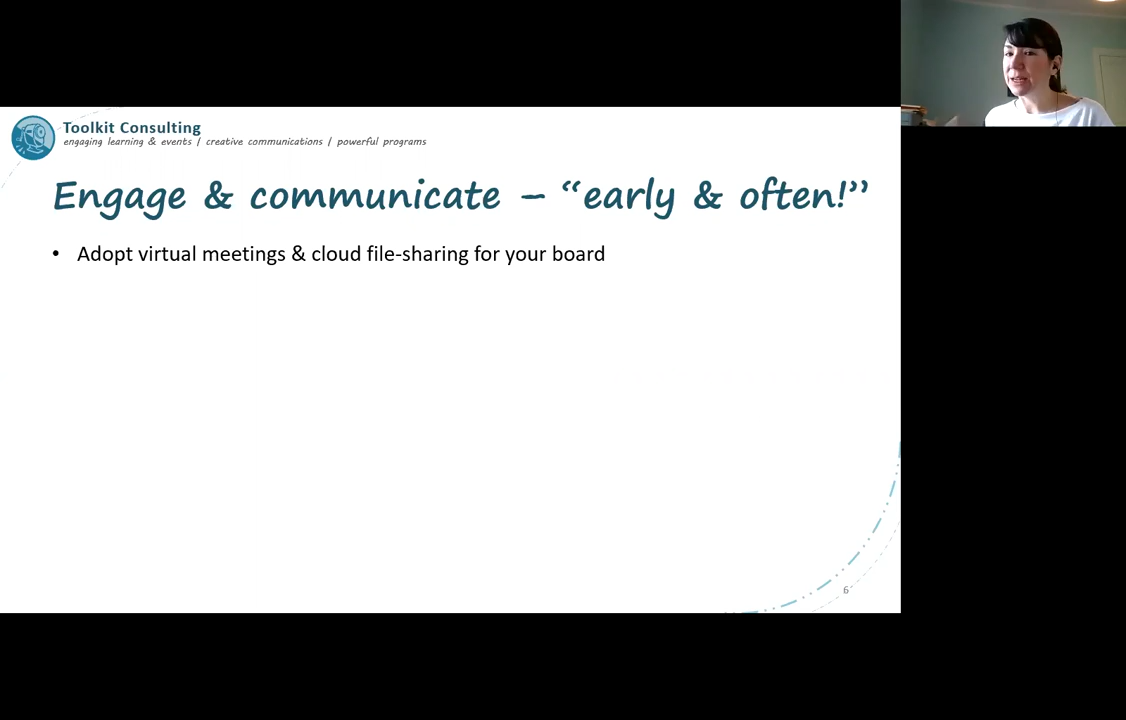 Toolkit Consulting
engaging learning & events / creative communications / powerful programs
Engage & communicate – “early & often!”
• Adopt virtual meetings & cloud file-sharing for your board
6